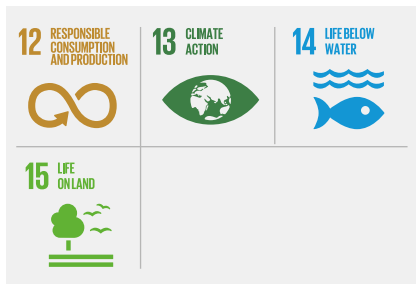 12 RESPONSIBLE
CONSUMPTION
AND PRODUCTION
13 CLIMATE
ACTION
14 LIFE BELOW
WATER
15 LIFE
ON LAND